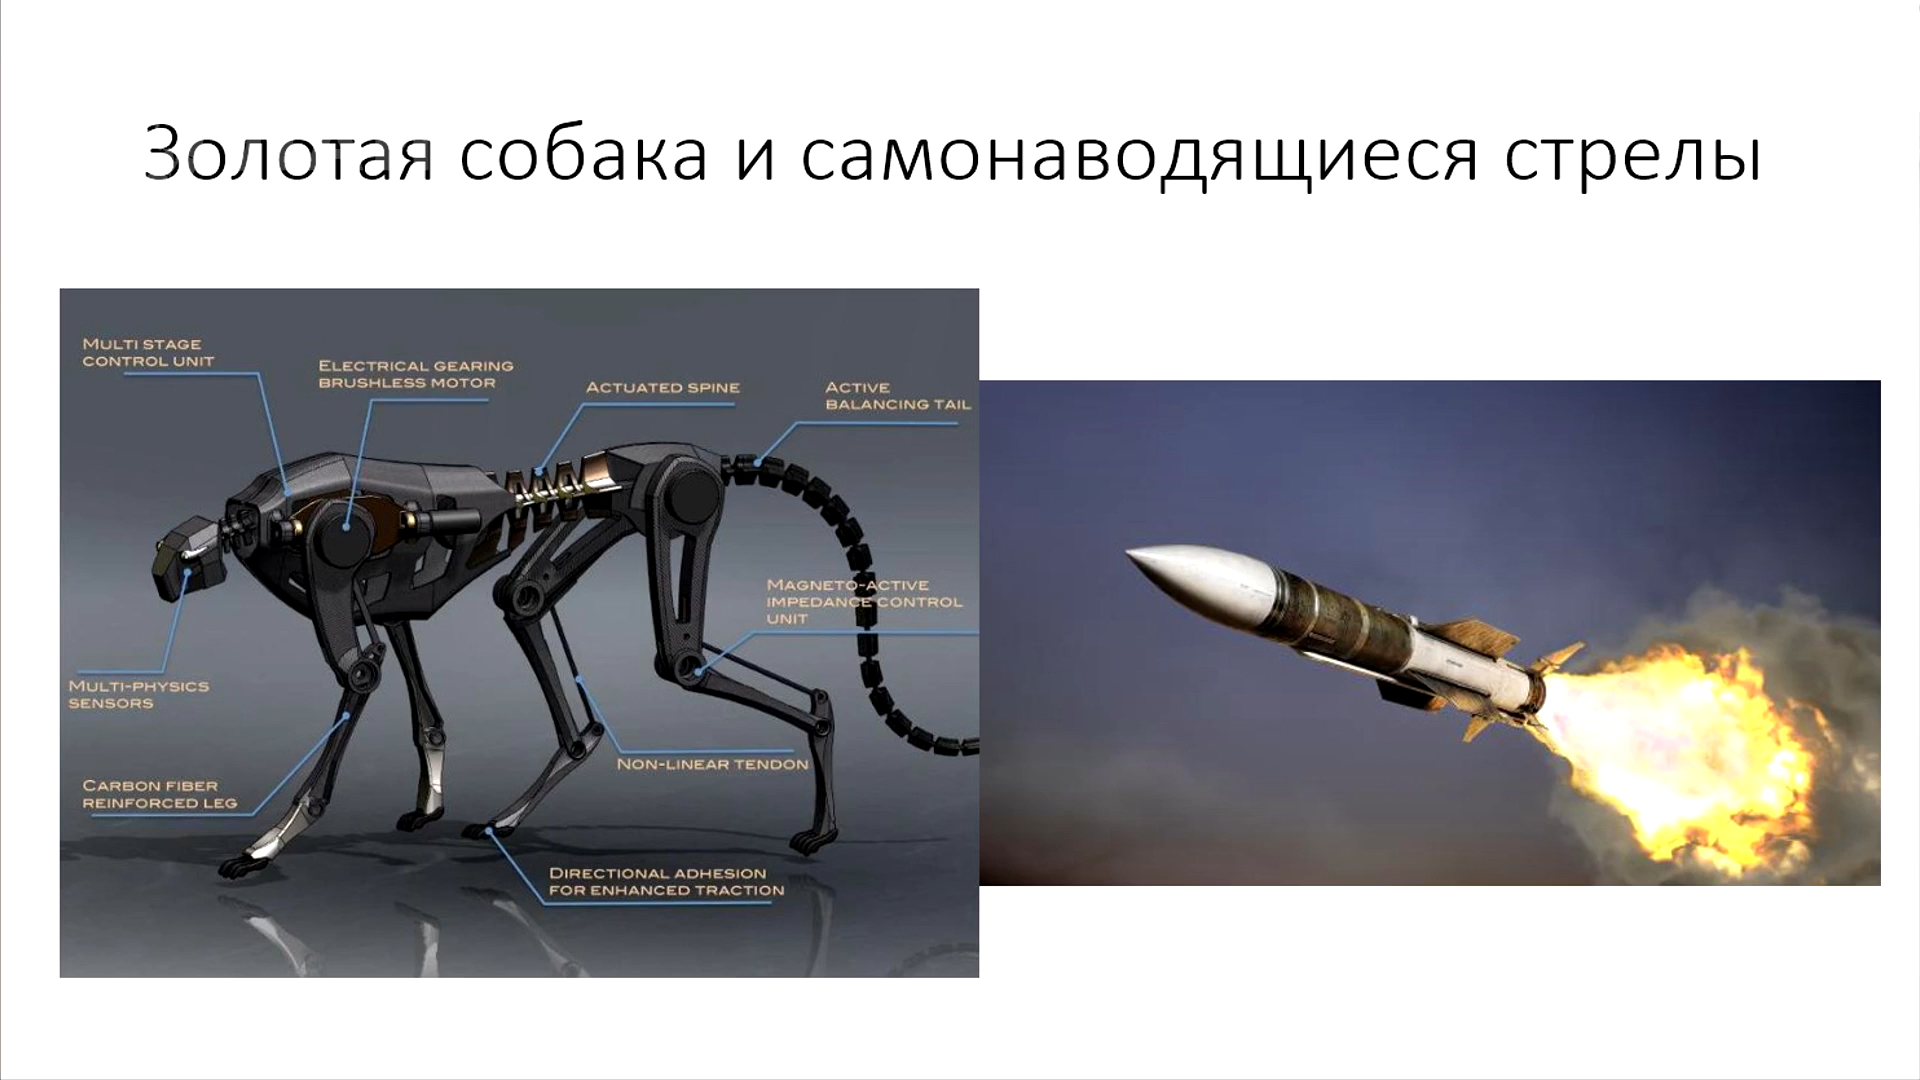 Золотая собака и самонаводящиеся стрелы
MULTI STAGE
CONTROL UNIT
ELECTRICAL GEARING
BRUSHLESS MOTOR
ACTUATED SPINE
ACTIVE
BALANCING TAIL
MAGNETO-ACTIVE
IMPEDANCE CONTROL
UNIT
MULTI-PHYSICS
SENSORS
NON-LINEAR TENDON
CARBON FIBER
REINFORCED LEG
DIRECTIONAL ADHESION
FOR ENHANCED TRACTION